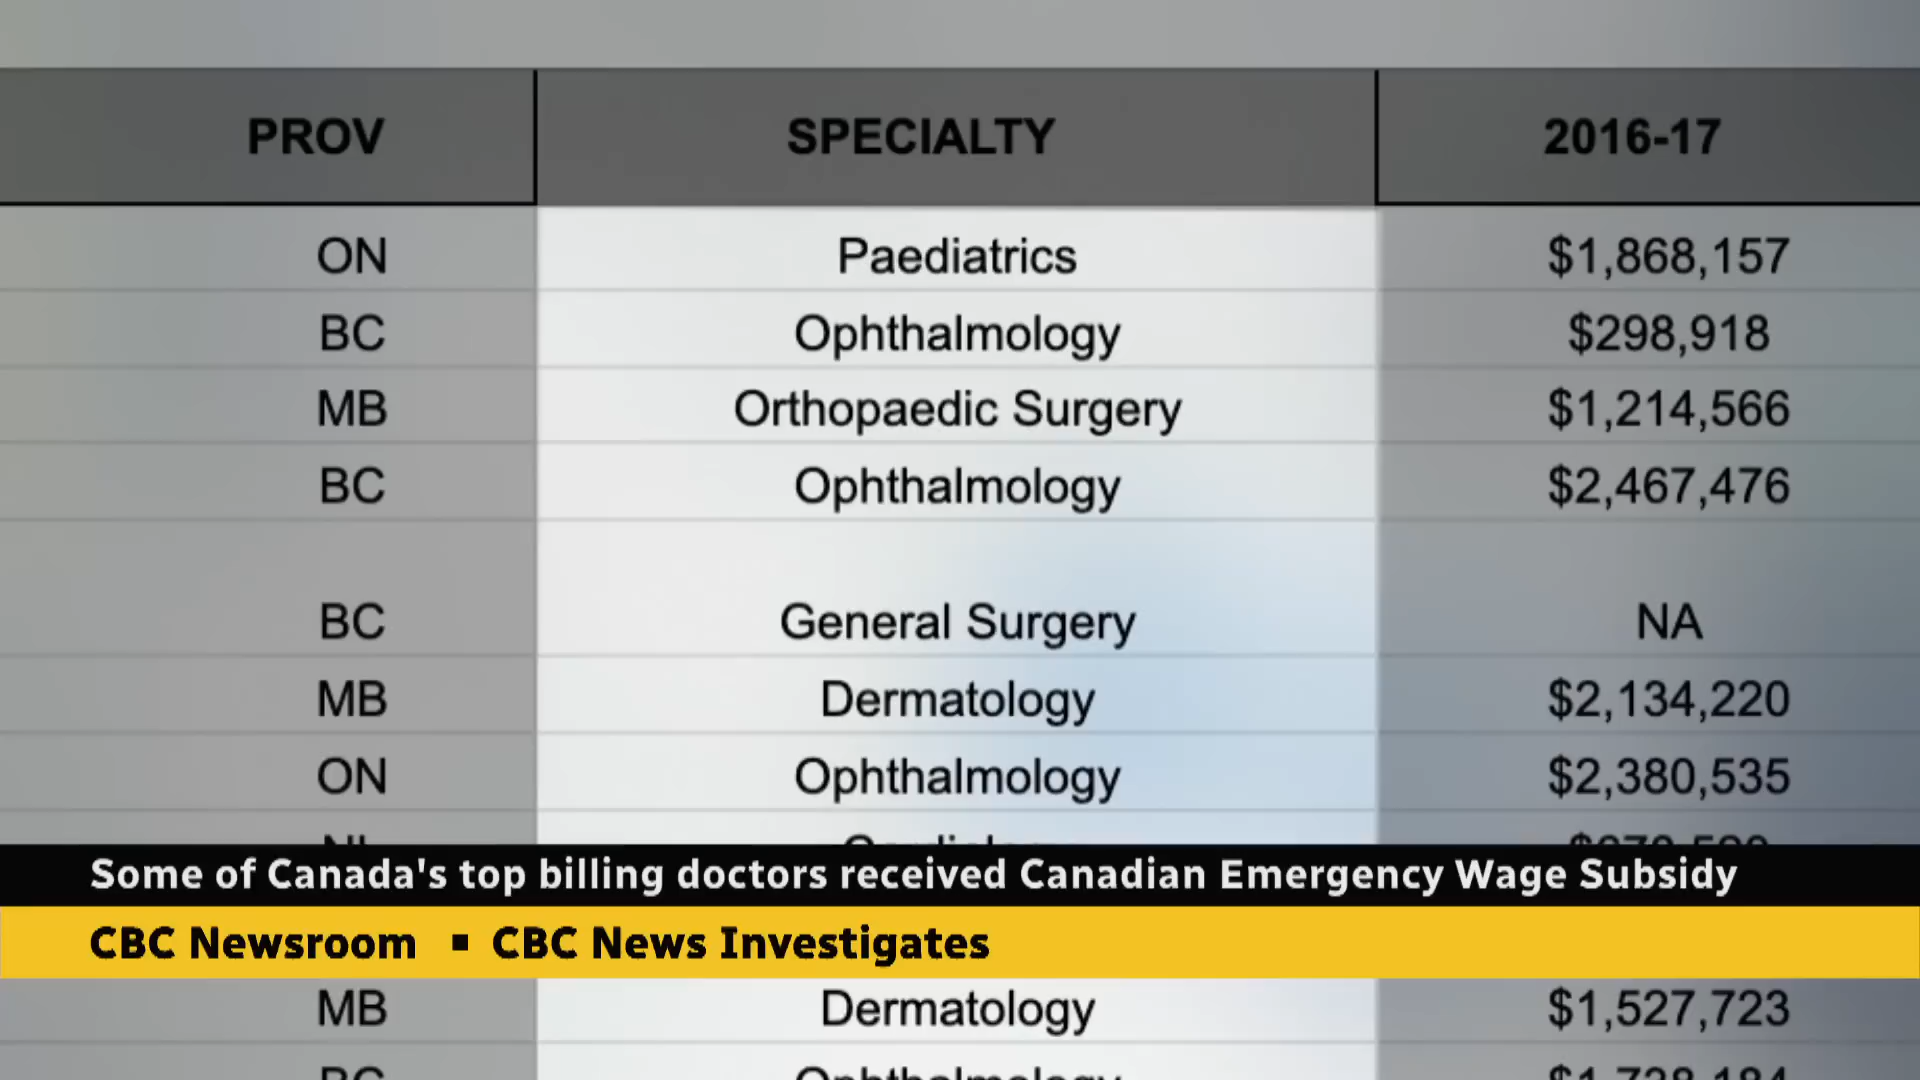 PROV SPECIALTY 2016-17
ON Paediatrics $1,868,157
BC Ophthalmology $298,918
MB Orthopaedic Surgery $1,214,566
BC Ophthalmology $2,467,476
BC General Surgery NA
MB Dermatology $2,134,220
ON Ophthalmology $2,380,535
Some of Canada's top billing doctors received Canadian Emergency Wage Subsidy
CBC Newsroom ▪ CBC News Investigates
MB Dermatology $1,527,723
BC Ophthalmology